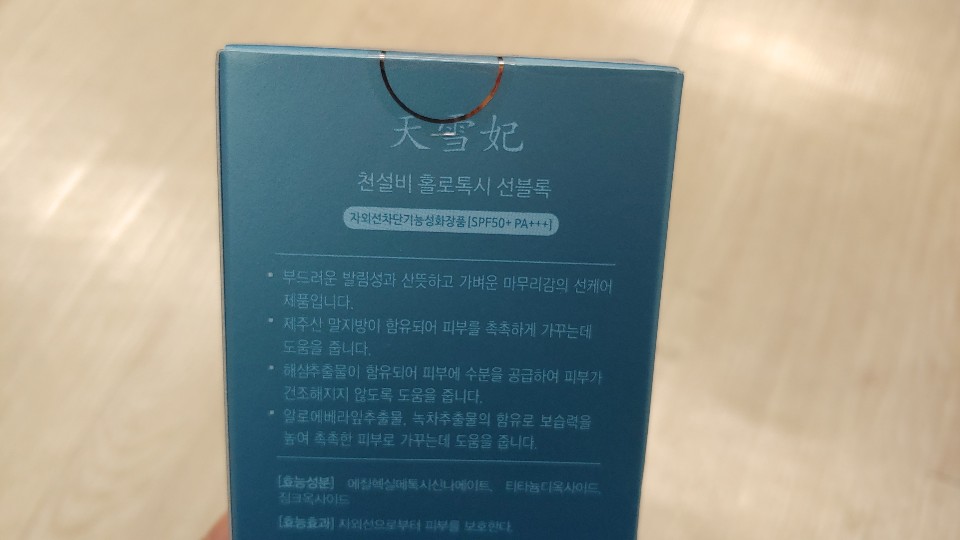 天雪妃
천설비 홀로톡시 선블록
자외선차단기능성화장품 [SPF50+ PA+++]
• 부드러운 발림성과 산뜻하고 가벼운 마무리감의 선케어
제품입니다.
• 제주산 말지방이 함유되어 피부를 촉촉하게 가꾸는데
도움을 줍니다.
• 해삼추출물이 함유되어 피부에 수분을 공급하여 피부가
건조해지지 않도록 도움을 줍니다.
• 알로에베라잎추출물, 녹차추출물의 함유로 보습력을
높여 촉촉한 피부로 가꾸는데 도움을 줍니다.
[효능성분] 에칠헥실메톡시신나메이트, 티타늄디옥사이드,
징크옥사이드
[효능효과] 자외선으로부터 피부를 보호한다.